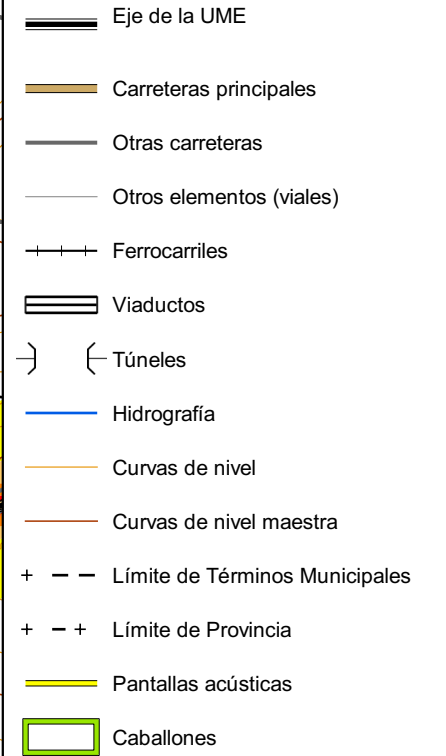 Eje de la UME
Carreteras principales
Otras carreteras
Otros elementos (viales)
Ferrocarriles
Viaductos
Túneles
Hidrografía
Curvas de nivel
Curvas de nivel maestra
Límite de Términos Municipales
Límite de Provincia
Pantallas acústicas
Caballones